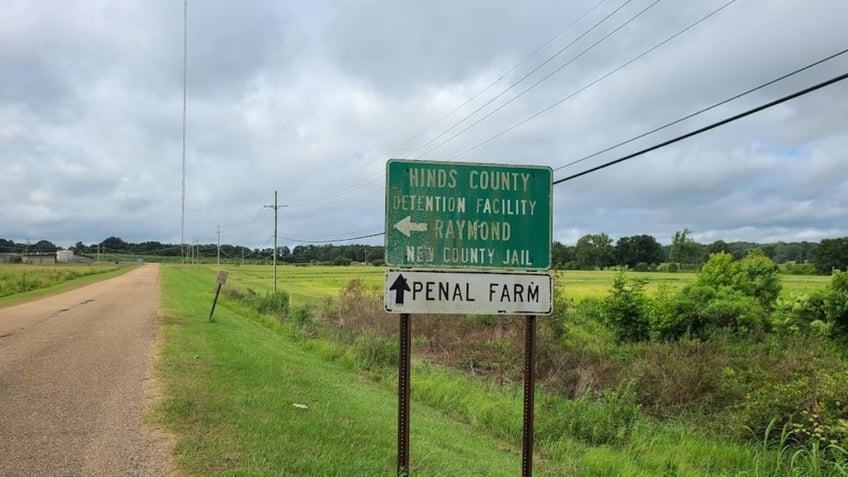 HINDS COUNTY
DETENTION FACILITY
RAYMOND
NEW COUNTY JAIL
PENAL FARM